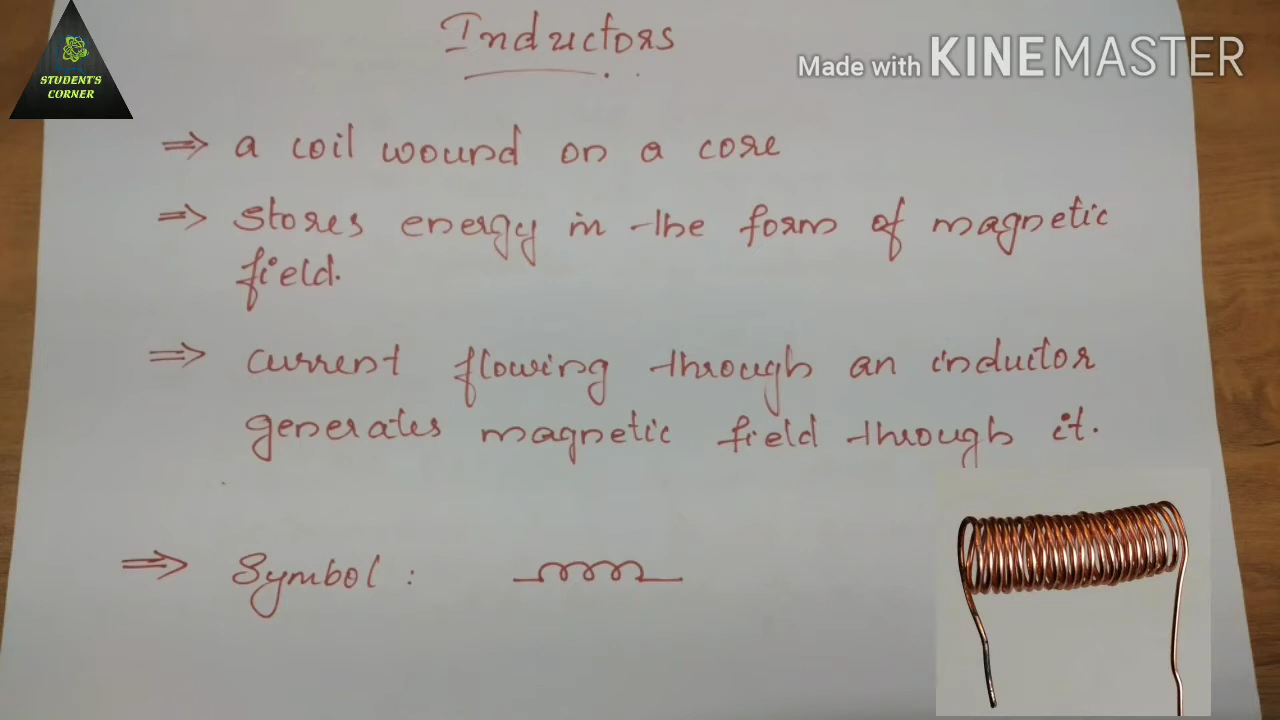 Inductors
STUDENT'S
CORNER
Made with KINEMASTER
⇒ a coil wound on a core
⇒ stores energy in the form of magnetic
field.
⇒ current flowing through an inductor
generates magnetic field through it.
⇒ Symbol :